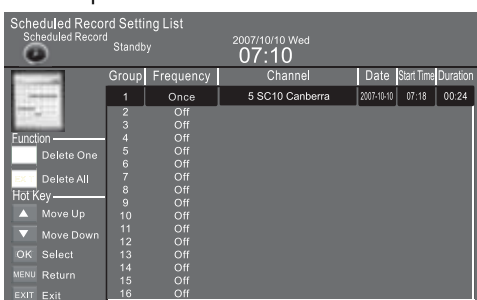 Scheduled Record Setting List
Scheduled Record
Standby
2007/10/10 Wed
07:10
Group Frequency Channel Date Start Time Duration
1 Once 5 SC10 Canberra 2007-10-10 07:18 00:24
2 Off
3 Off
4 Off
5 Off
6 Off
7 Off
8 Off
9 Off
10 Off
11 Off
12 Off
13 Off
14 Off
15 Off
16 Off
Function
Delete One
Delete All
Hot Key
Move Up
Move Down
OK Select
MENU Return
EXIT Exit